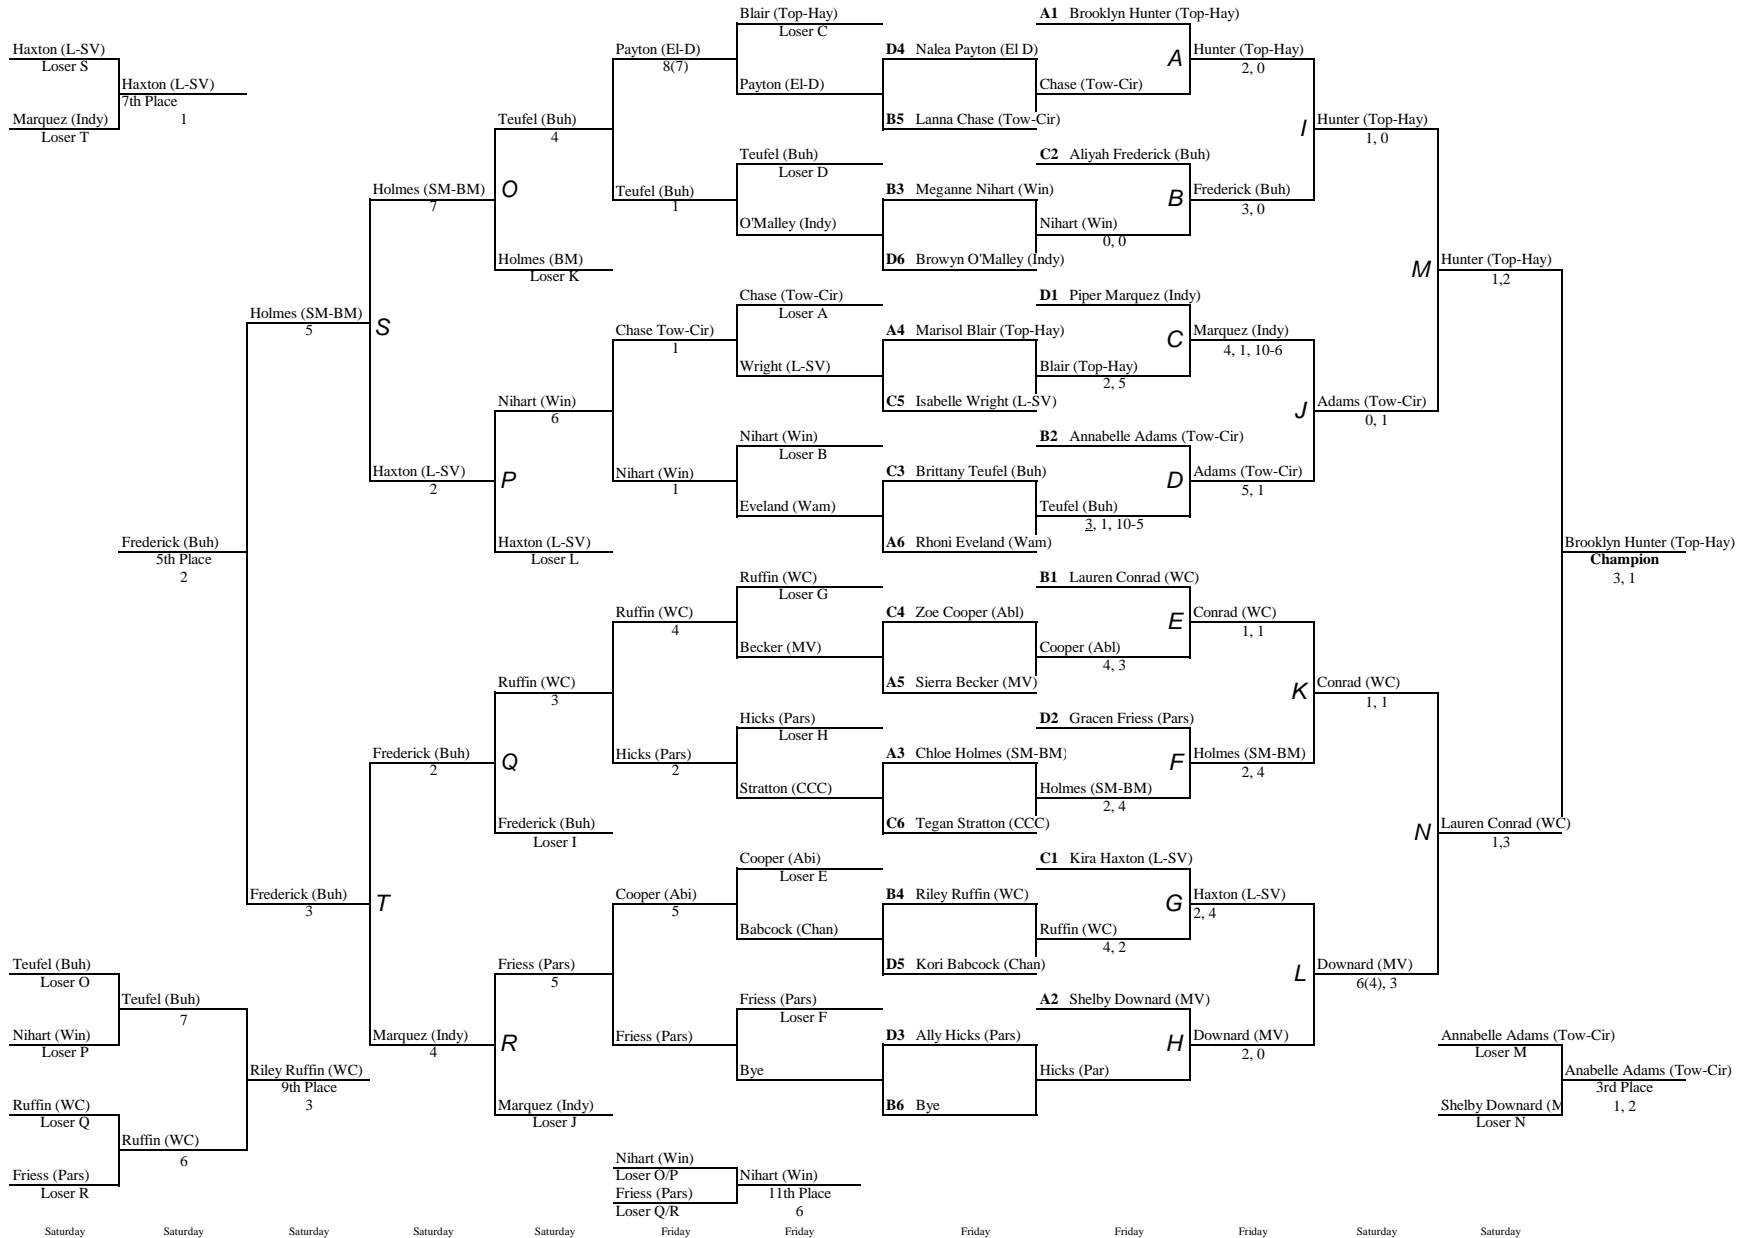 Blair (Top-Hay)
Loser C
A1 Brooklyn Hunter (Top-Hay)
Haxton (L-SV)
Loser S
Payton (El-D)
8(7)
D4 Nalea Payton (El D)
A
Hunter (Top-Hay)
2, 0
Haxton (L-SV)
7th Place
1
Payton (El-D)
Chase (Tow-Cir)
Marquez (Indy)
Loser T
Teufel (Buh)
4
B5 Lanna Chase (Tow-Cir)
I
Hunter (Top-Hay)
1, 0
Teufel (Buh)
Loser D
C2 Aliyah Frederick (Buh)
Holmes (SM-BM)
7
O
Teufel (Buh)
1
B3 Meganne Nihart (Win)
B
Frederick (Buh)
3, 0
O'Malley (Indy)
Nihart (Win)
0, 0
Holmes (BM)
Loser K
D6 Browyn O'Malley (Indy)
M
Hunter (Top-Hay)
1,2
Chase (Tow-Cir)
Loser A
D1 Piper Marquez (Indy)
Holmes (SM-BM)
5
S
Chase Tow-Cir)
1
A4 Marisol Blair (Top-Hay)
C
Marquez (Indy)
4, 1, 10-6
Wright (L-SV)
Blair (Top-Hay)
2, 5
Nihart (Win)
6
C5 Isabelle Wright (L-SV)
J
Adams (Tow-Cir)
0, 1
Nihart (Win)
Loser B
B2 Annabelle Adams (Tow-Cir)
Haxton (L-SV)
2
P
Nihart (Win)
1
C3 Brittany Teufel (Buh)
D
Adams (Tow-Cir)
5, 1
Eveland (Wam)
Teufel (Buh)
3, 1, 10-5
Frederick (Buh)
5th Place
2
Haxton (L-SV)
Loser L
A6 Rhoni Eveland (Wam)
Brooklyn Hunter (Top-Hay)
Champion
3, 1
Ruffin (WC)
Loser G
B1 Lauren Conrad (WC)
Ruffin (WC)
4
C4 Zoe Cooper (Abl)
E
Conrad (WC)
1, 1
Becker (MV)
Cooper (Abl)
4, 3
Ruffin (WC)
3
A5 Sierra Becker (MV)
K
Conrad (WC)
1, 1
Hicks (Pars)
Loser H
D2 Gracen Friess (Pars)
Frederick (Buh)
2
Q
Hicks (Pars)
2
A3 Chloe Holmes (SM-BM)
F
Holmes (SM-BM)
2, 4
Stratton (CCC)
Holmes (SM-BM)
2, 4
Frederick (Buh)
Loser I
C6 Tegan Stratton (CCC)
N
Lauren Conrad (WC)
1,3
Cooper (Abi)
Loser E
C1 Kira Haxton (L-SV)
Frederick (Buh)
3
T
Cooper (Abi)
5
B4 Riley Ruffin (WC)
G
Haxton (L-SV)
2, 4
Babcock (Chan)
Ruffin (WC)
4, 2
Teufel (Buh)
Loser O
Friess (Pars)
5
D5 Kori Babcock (Chan)
L
Downard (MV)
6(4), 3
Teufel (Buh)
7
Friess (Pars)
Loser F
A2 Shelby Downard (MV)
Nihart (Win)
Loser P
Marquez (Indy)
4
R
Friess (Pars)
D3 Ally Hicks (Pars)
H
Downard (MV)
2, 0
Annabelle Adams (Tow-Cir)
Loser M
Riley Ruffin (WC)
9th Place
3
Bye
Hicks (Par)
Anabelle Adams (Tow-Cir)
3rd Place
1, 2
Ruffin (WC)
Loser Q
Marquez (Indy)
Loser J
B6 Bye
Shelby Downard (M
Loser N
Ruffin (WC)
6
Friess (Pars)
Loser R
Nihart (Win)
Loser O/P
Nihart (Win)
11th Place
6
Friess (Pars)
Loser Q/R
Saturday Saturday Saturday Saturday Saturday Friday Friday Friday Friday Friday Saturday Saturday